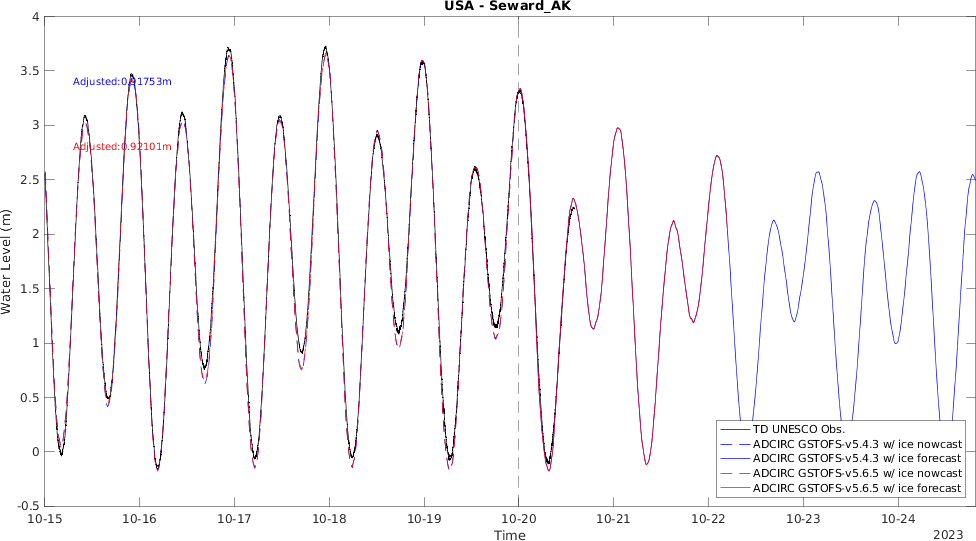 USA - Seward_AK
4
3.5
3
2.5
2
1.5
1
0.5
0
-0.5
Water Level (m)
Adjusted:0.91753m
Adjusted:0.92101m
TD UNESCO Obs.
ADCIRC GSTOFS-v5.4.3 w/ ice nowcast
ADCIRC GSTOFS-v5.4.3 w/ ice forecast
ADCIRC GSTOFS-v5.6.5 w/ ice nowcast
ADCIRC GSTOFS-v5.6.5 w/ ice forecast
10-15 10-16 10-17 10-18 10-19 10-20 10-21 10-22 10-23 10-24
Time
2023